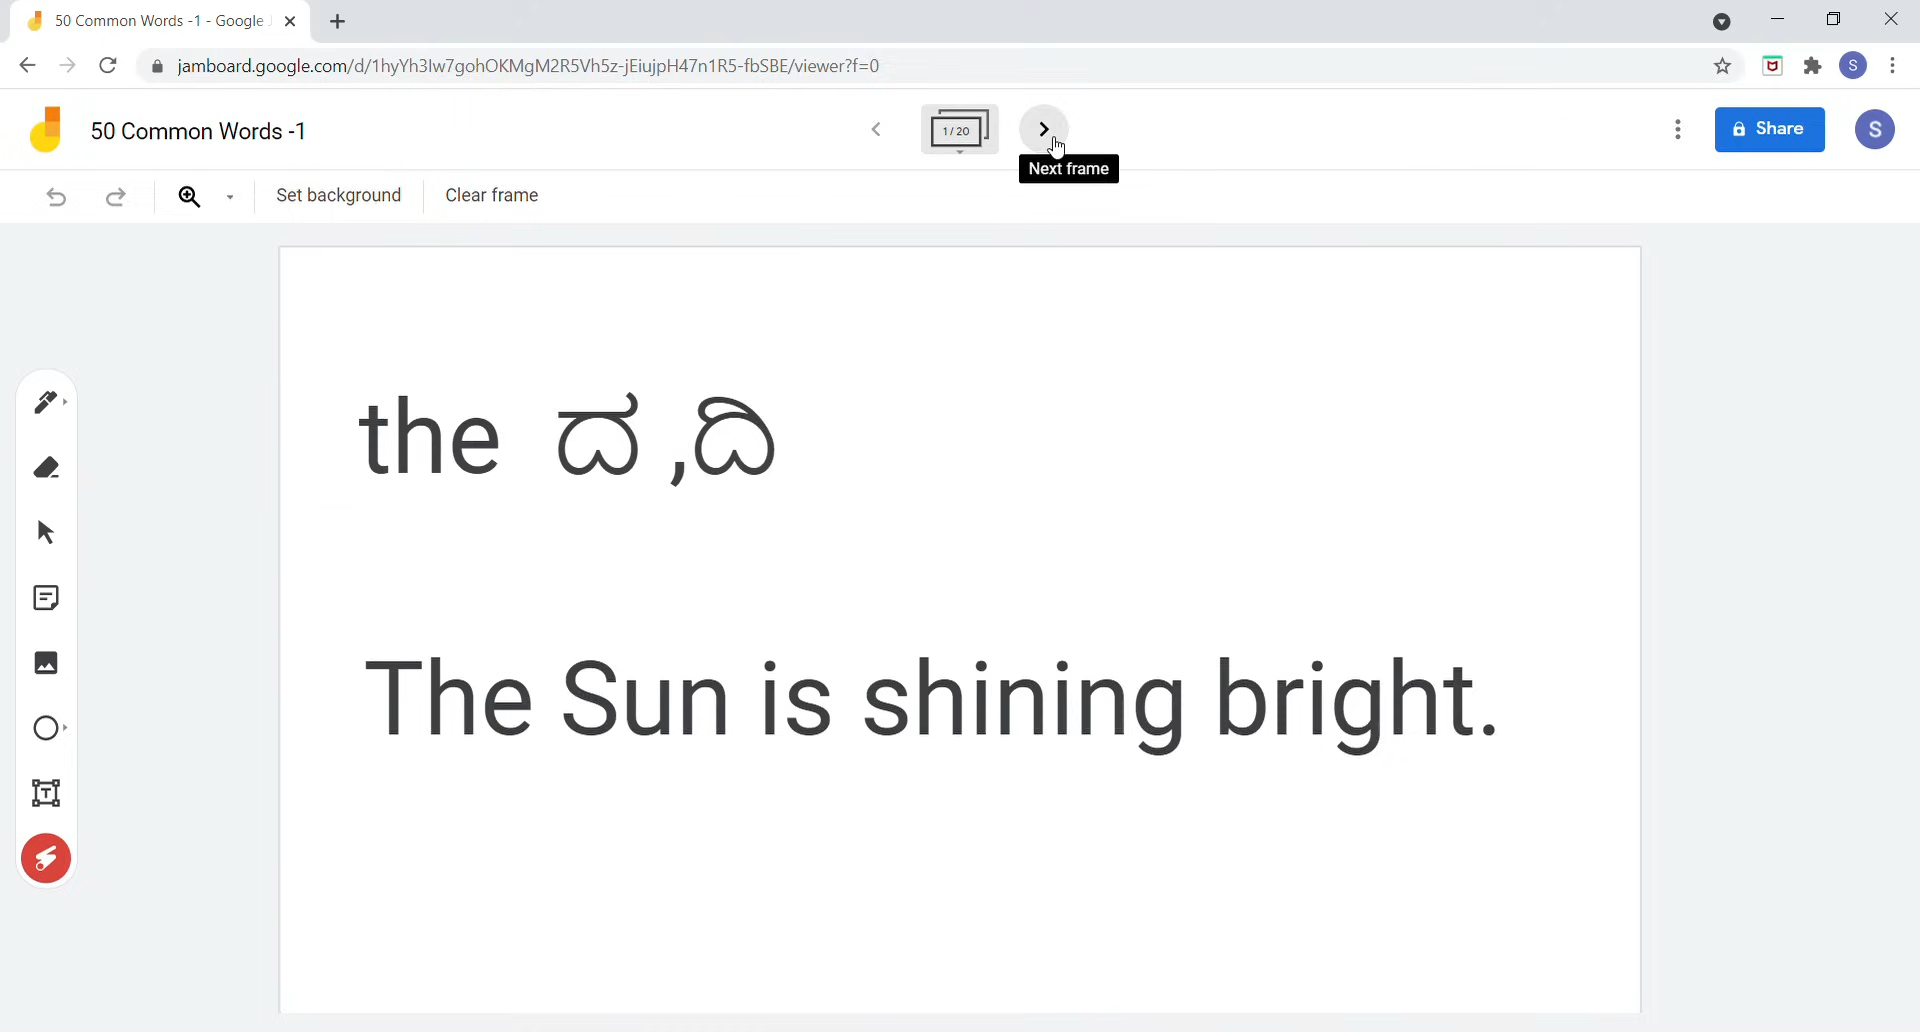 50 Common Words -1 - Google J
jamboard.google.com/d/1hyYh3Iw7gohOKMgM2R5Vh5z-jEiujpH47n1R5-fbSBE/viewer?f=0
S
50 Common Words -1
1 / 20
Share
S
Next frame
Set background
Clear frame
the ದ ,ದಿ
The Sun is shining bright.